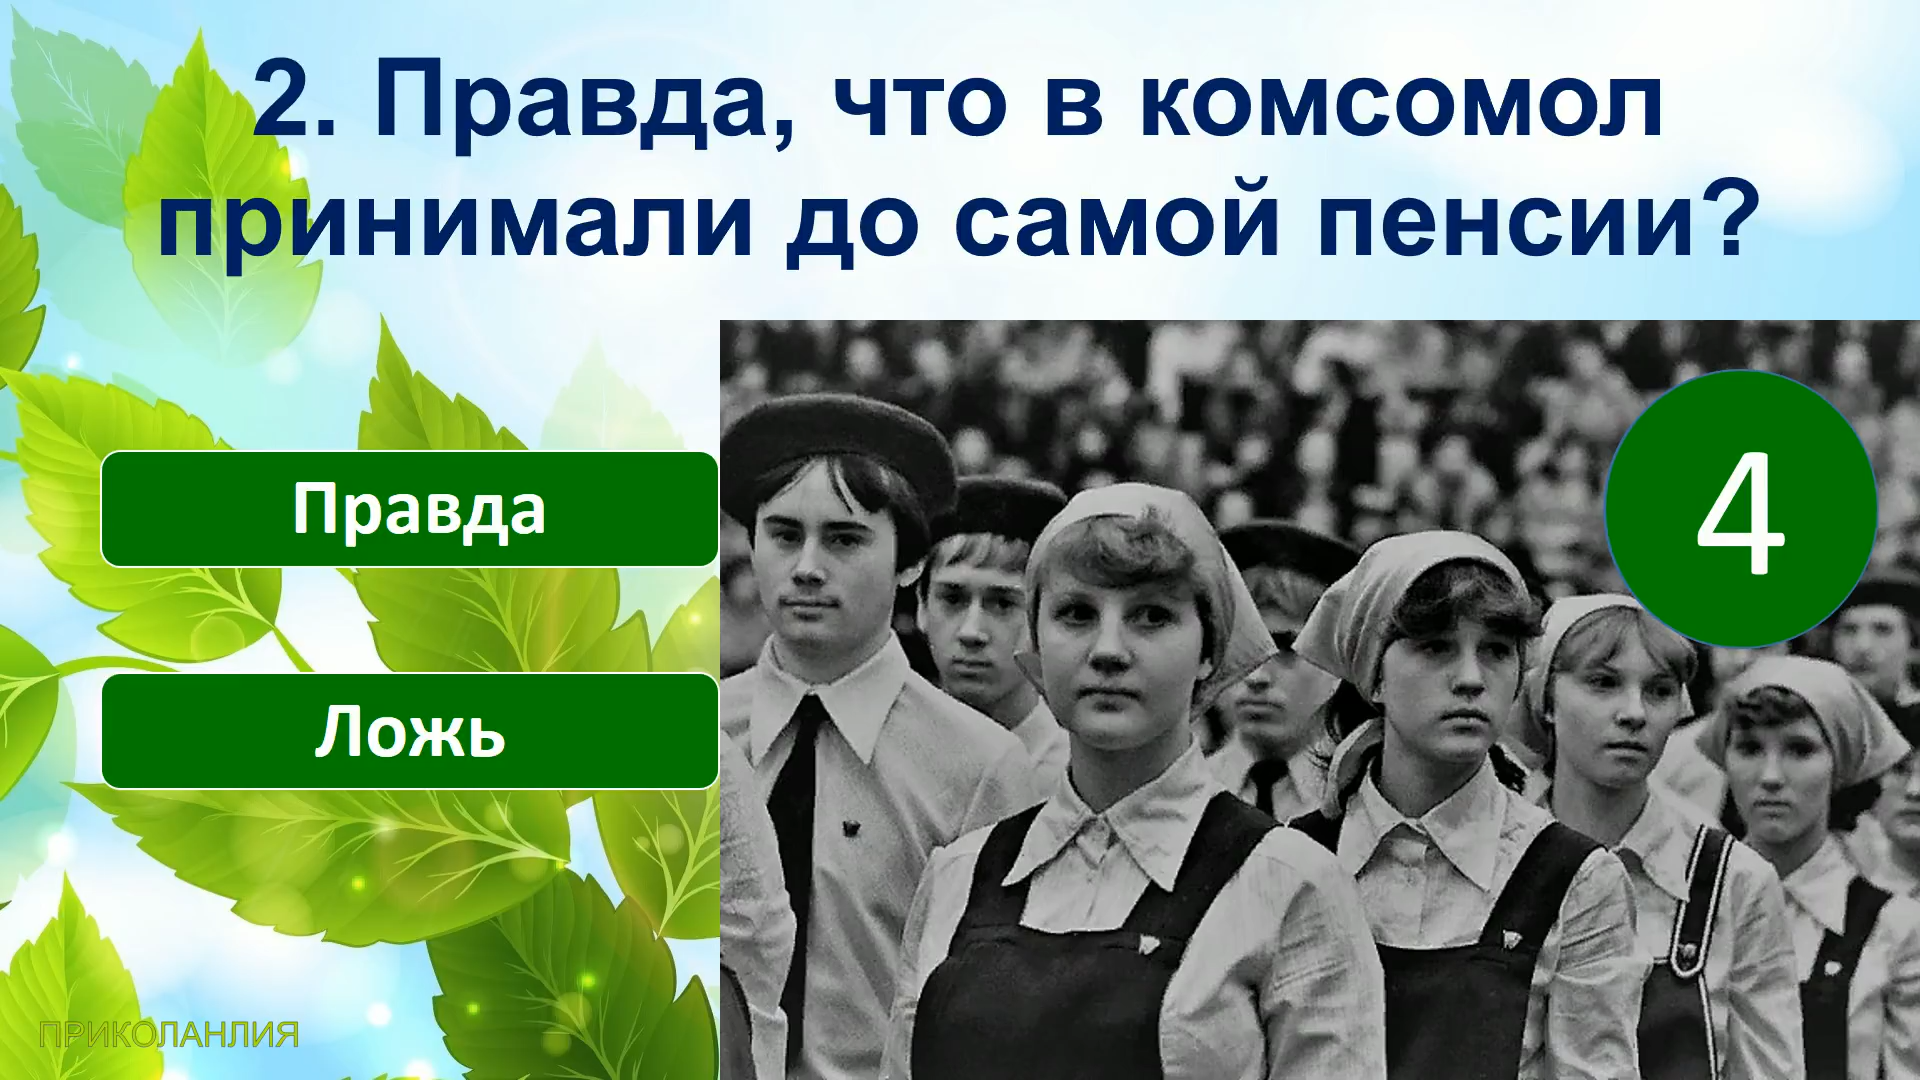 2. Правда, что в комсомол
принимали до самой пенсии?
Правда
4
Ложь
ПРИКОЛАНЛИЯ